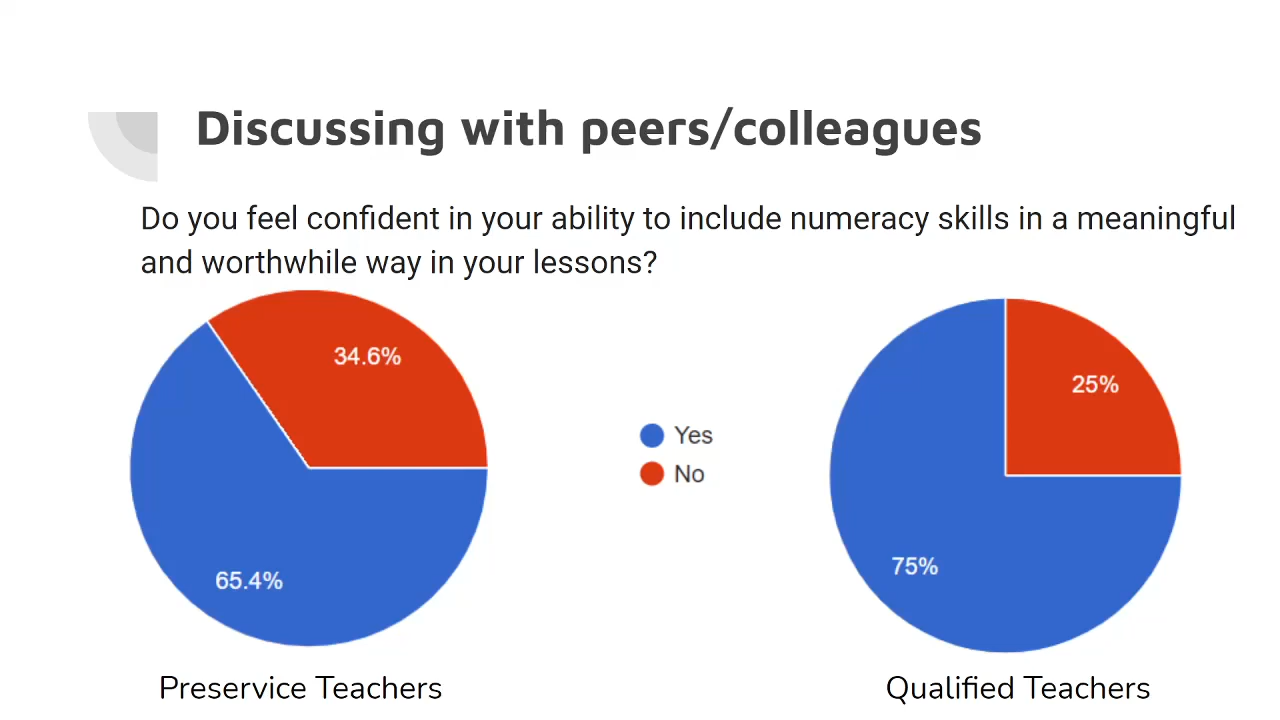 Discussing with peers/colleagues
Do you feel confident in your ability to include numeracy skills in a meaningful
and worthwhile way in your lessons?
34.6%
65.4%
Preservice Teachers
Yes
No
25%
75%
Qualified Teachers